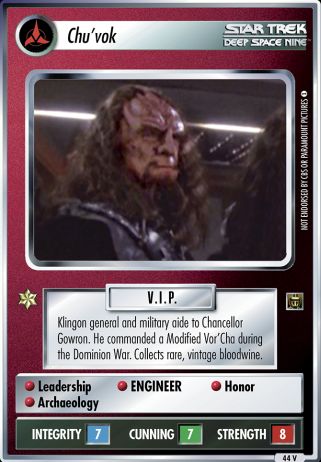 Chu'vok
STAR TREK
DEEP SPACE NINE
NOT ENDORSED BY CBS OR PARAMOUNT PICTURES
V.I.P.
Klingon general and military aide to Chancellor
Gowron. He commanded a Modified Vor'Cha during
the Dominion War. Collects rare, vintage bloodwine.
Leadership ENGINEER Honor
Archaeology
INTEGRITY 7 CUNNING 7 STRENGTH 8
44 V